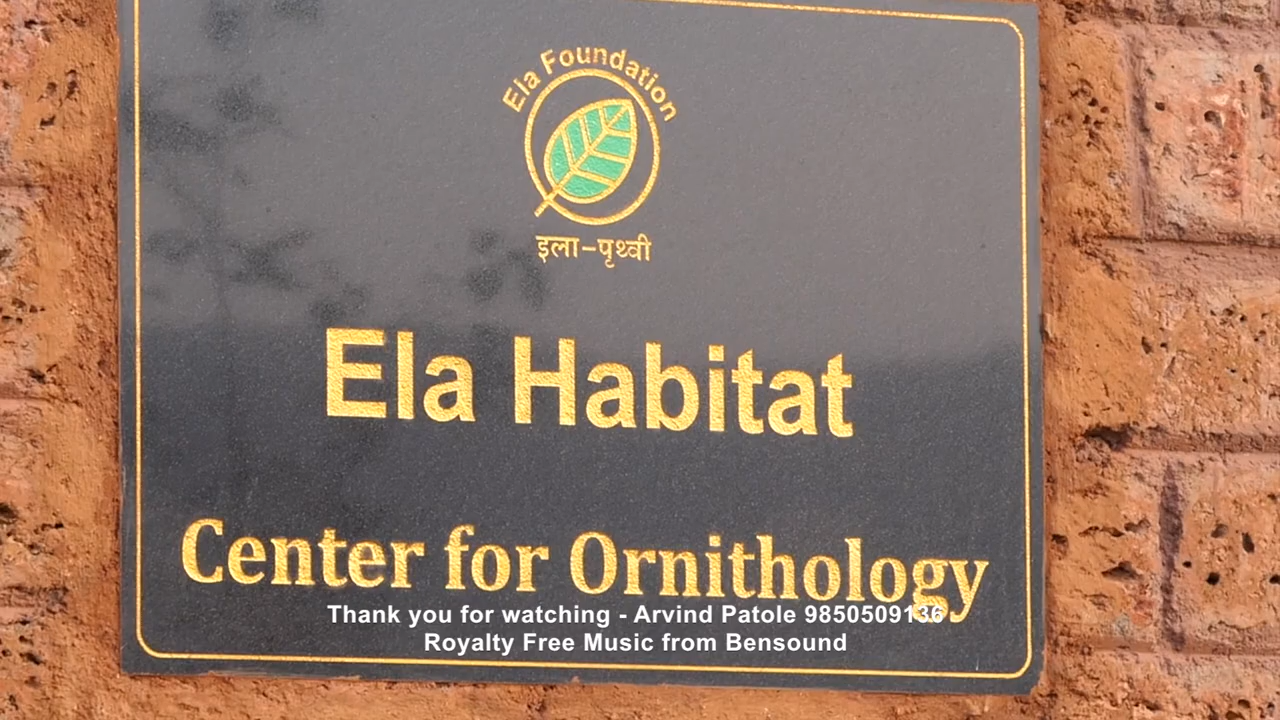 Ela Foundation
इला-पृथ्वी
Ela Habitat
Center for Ornithology
Thank you for watching - Arvind Patole 9850509136
Royalty Free Music from Bensound